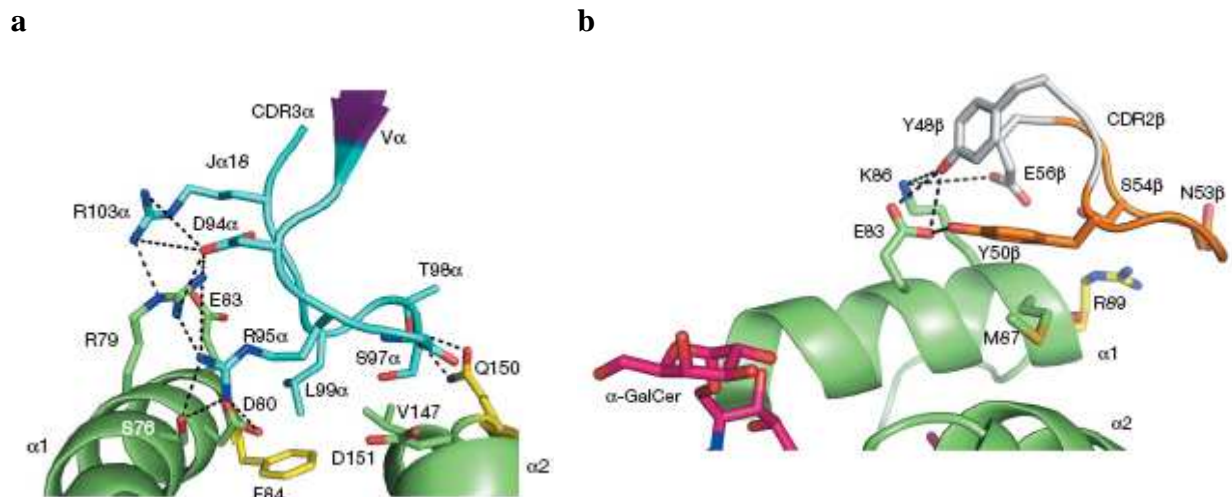 a
b
CDR3α
Vα
Jα18
R103α
D94α
T98α
E83
R79
R95α
S97α
Q150
L99α
D80
S76
V147
α1
D151
α2
F84
Y48β
CDR2β
K86
E56β
S54β
N53β
E83
Y50β
R89
M87
α1
α-GalCer
α2